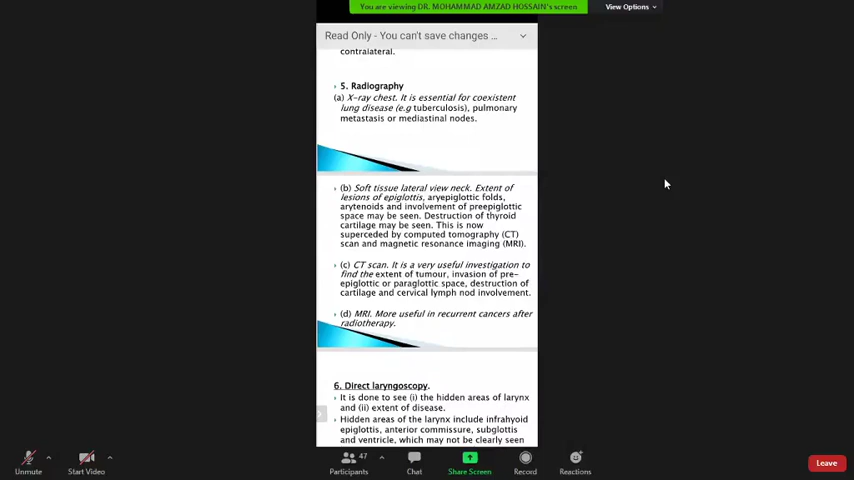 You are viewing DR. MOHAMMAD AMZAD HOSSAIN's screen
View Options
Read Only - You can't save changes ...
contralateral.
5. Radiography
(a) X-ray chest. It is essential for coexistent
lung disease (e.g tuberculosis), pulmonary
metastasis or mediastinal nodes.
(b) Soft tissue lateral view neck. Extent of
lesions of epiglottis, aryepiglottic folds,
arytenoids and involvement of preepiglottic
space may be seen. Destruction of thyroid
cartilage may be seen. This is now
superceded by computed tomography (CT)
scan and magnetic resonance imaging (MRI).
(c) CT scan. It is a very useful investigation to
find the extent of tumour, invasion of pre-
epiglottic or paraglottic space, destruction of
cartilage and cervical lymph nod involvement.
(d) MRI. More useful in recurrent cancers after
radiotherapy.
6. Direct laryngoscopy.
It is done to see (i) the hidden areas of larynx
and (ii) extent of disease.
Hidden areas of the larynx include infrahyoid
epiglottis, anterior commissure, subglottis
and ventricle, which may not be clearly seen
Unmute
Start Video
47
Participants
Chat
Share Screen
Record
Reactions
Leave